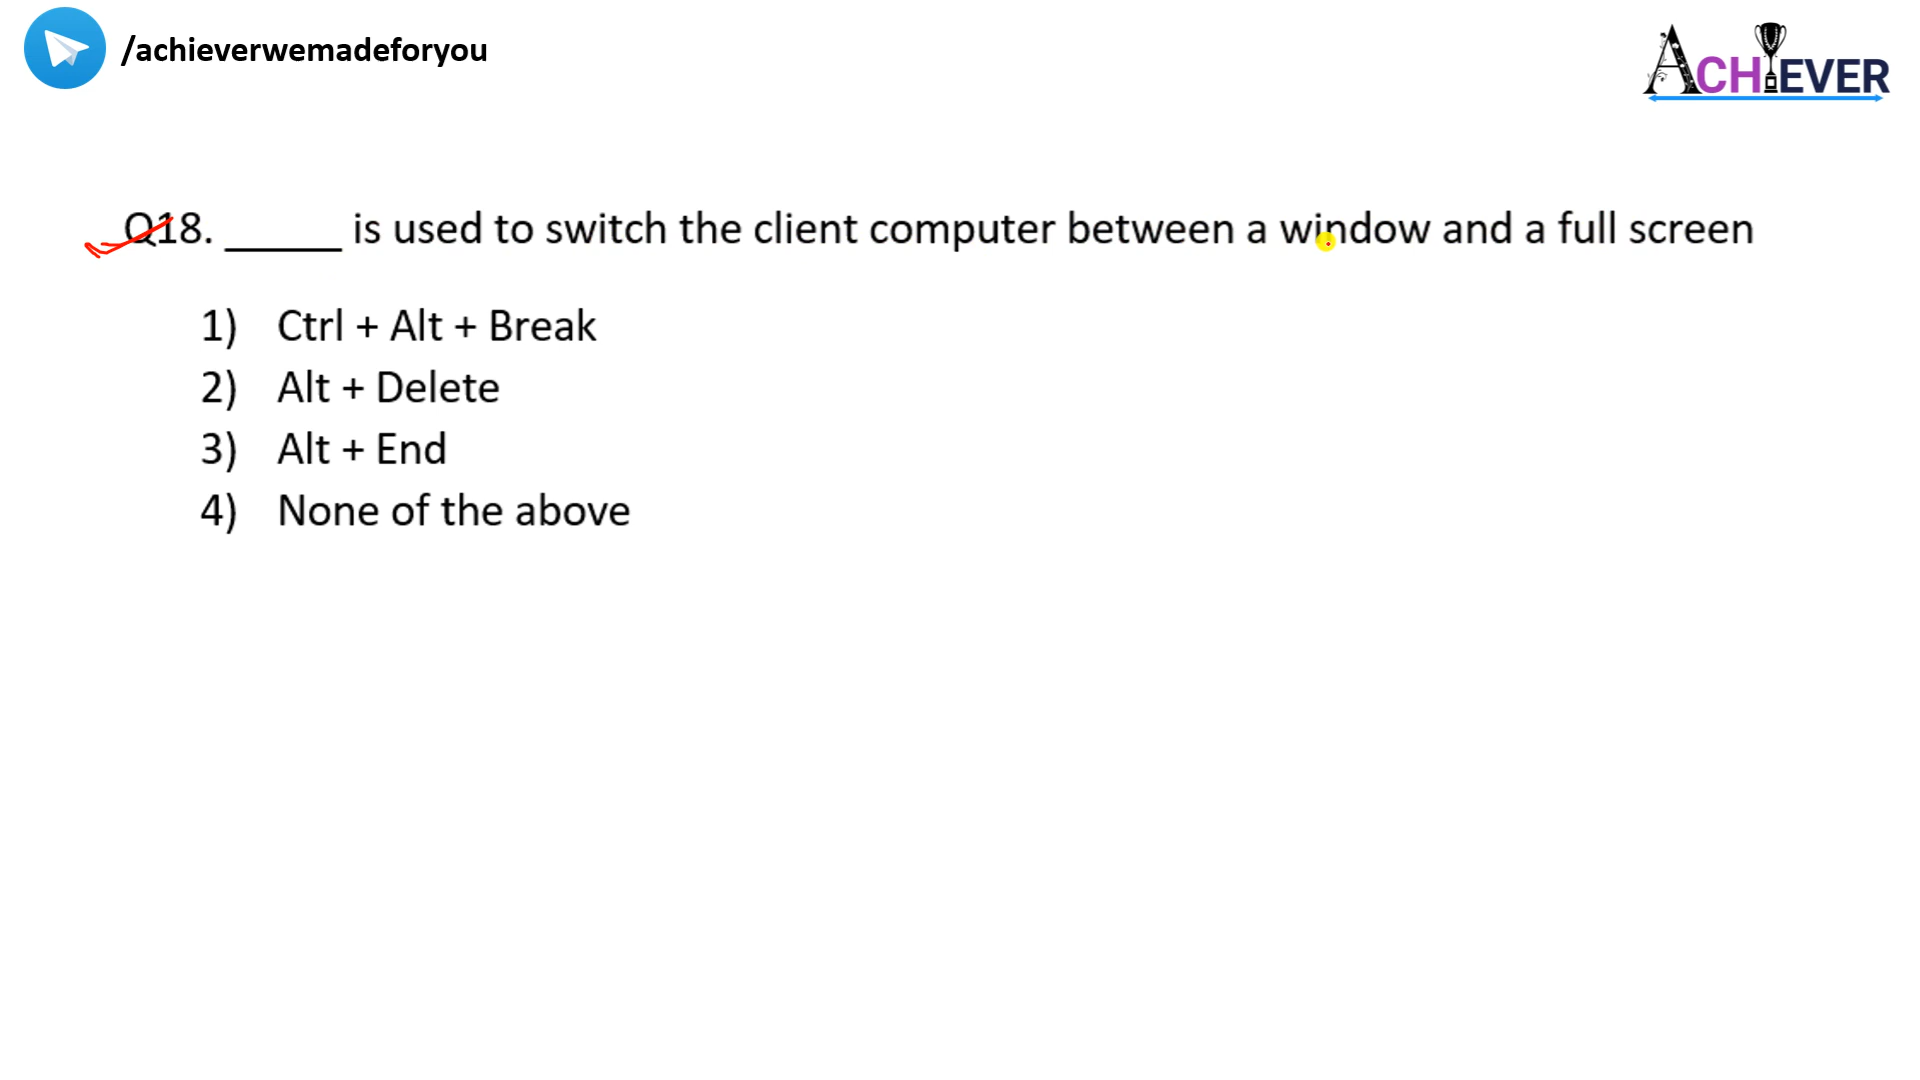 /achieverwemadeforyou
ACHIEVER
Q18. _____ is used to switch the client computer between a window and a full screen
1) Ctrl + Alt + Break
2) Alt + Delete
3) Alt + End
4) None of the above